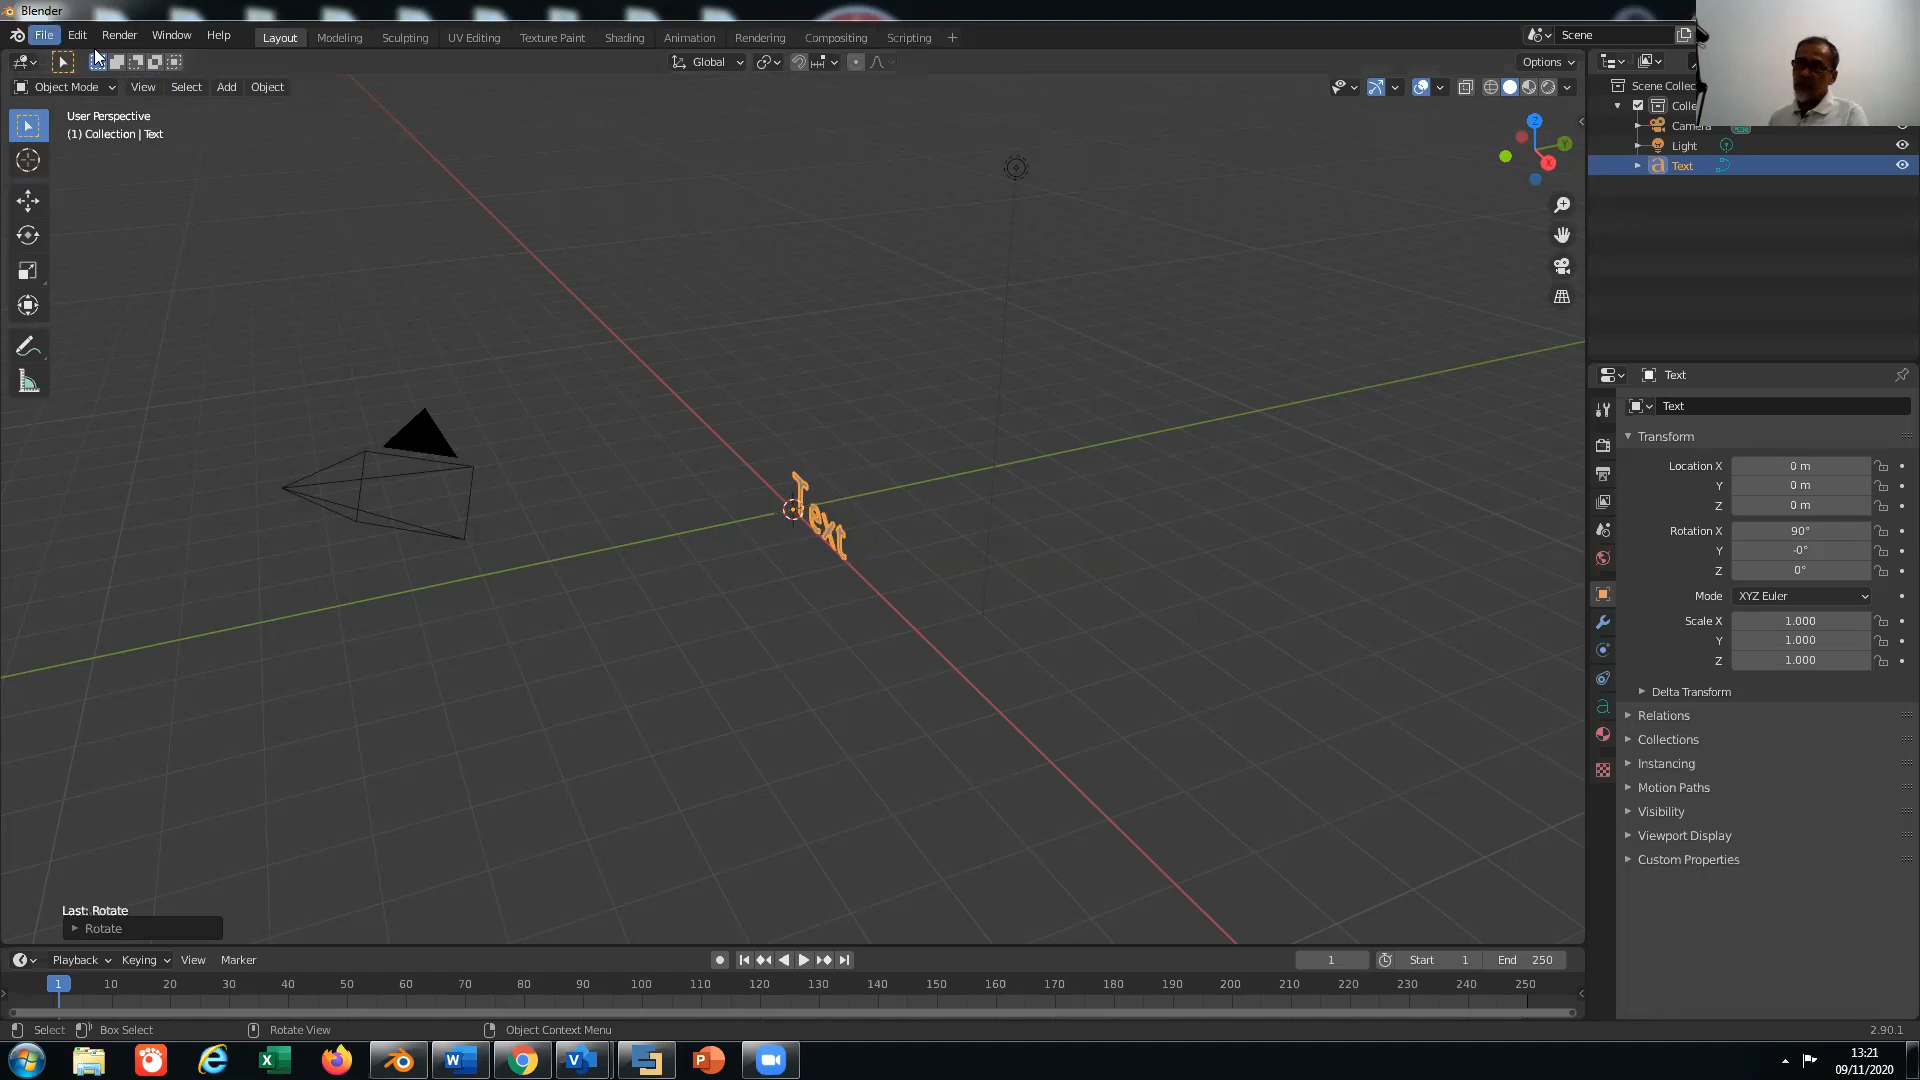 Blender
File Edit Render Window Help Layout Modeling Sculpting UV Editing Texture Paint Shading Animation Rendering Compositing Scripting + Scene
Global Options
Object Mode View Select Add Object
User Perspective
(1) Collection | Text
Z
Y
X
Scene Collec
Colle
Camera
Light
a Text
Text
Text
Text
Transform
Location X 0 m
Y 0 m
Z 0 m
Rotation X 90°
Y -0°
Z 0°
Mode XYZ Euler
Scale X 1.000
Y 1.000
Z 1.000
Delta Transform
Relations
Collections
Instancing
Motion Paths
Visibility
Viewport Display
Custom Properties
Last: Rotate
Rotate
Playback Keying View Marker 1 Start 1 End 250
1 10 20 30 40 50 60 70 80 90 100 110 120 130 140 150 160 170 180 190 200 210 220 230 240 250
Select Box Select Rotate View Object Context Menu 2.90.1
13:21
09/11/2020